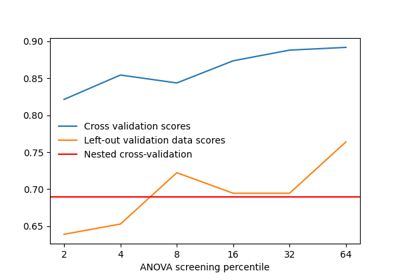 0.90
0.85
0.80
0.75
0.70
0.65
Cross validation scores
Left-out validation data scores
Nested cross-validation
2 4 8 16 32 64
ANOVA screening percentile